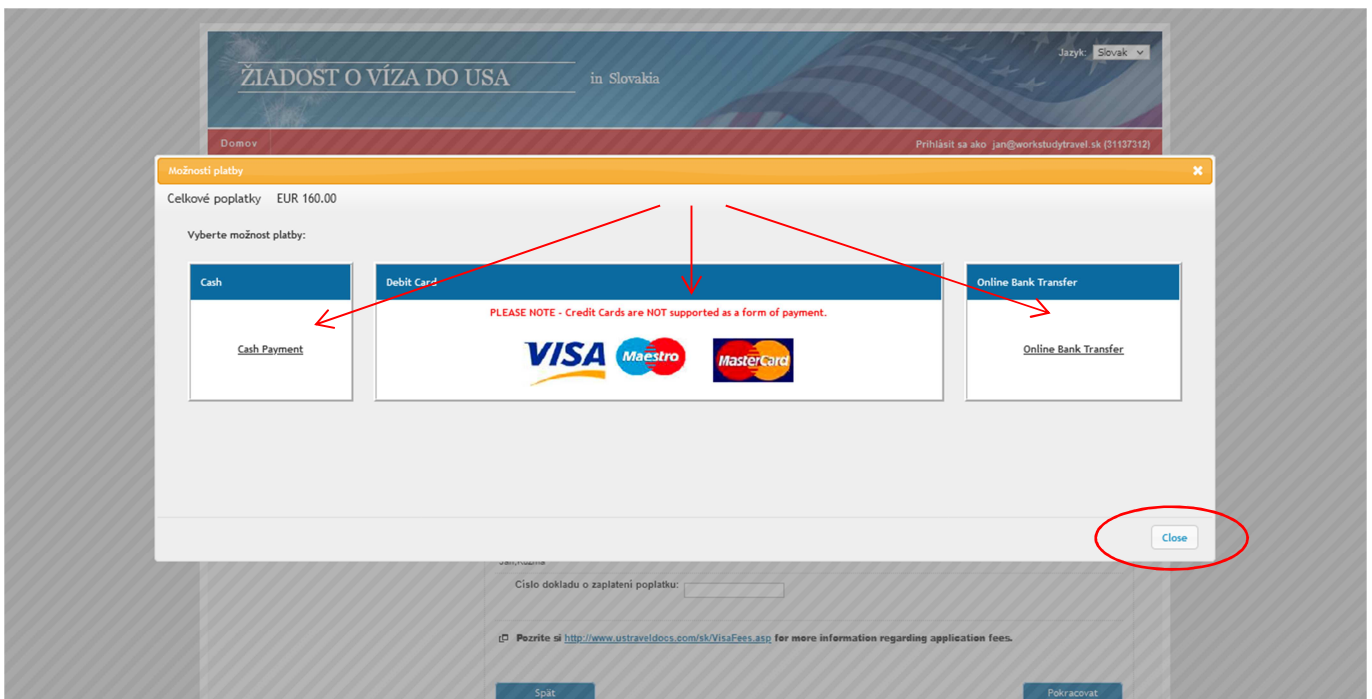 Jazyk: Slovak
ŽIADOST O VÍZA DO USA in Slovakia
Domov Prihlásit sa ako jan@workstudytravel.sk (31137312)
Možnosti platby
Celkové poplatky EUR 160.00
Vyberte možnost platby:
Cash
Cash Payment
Debit Card
PLEASE NOTE - Credit Cards are NOT supported as a form of payment.
VISA Maestro MasterCard
Online Bank Transfer
Online Bank Transfer
Close
Císlo dokladu o zaplatení poplatku:
Pozrite si http://www.ustraveldocs.com/sk/VisaFees.asp for more information regarding application fees.
Spät Pokracovat